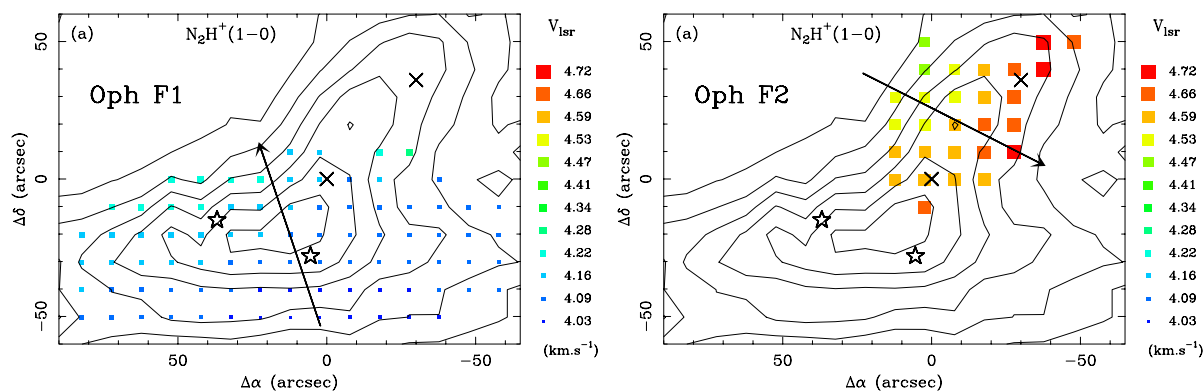 (a) N₂H⁺(1−0)
Oph F1
50
0
−50
Δδ (arcsec)
50 0 −50
Δα (arcsec)
V_lsr
4.72
4.66
4.59
4.53
4.47
4.41
4.34
4.28
4.22
4.16
4.09
4.03
(km.s⁻¹)
(a) N₂H⁺(1−0)
Oph F2
50
0
−50
Δδ (arcsec)
50 0 −50
Δα (arcsec)
V_lsr
4.72
4.66
4.59
4.53
4.47
4.41
4.34
4.28
4.22
4.16
4.09
4.03
(km.s⁻¹)